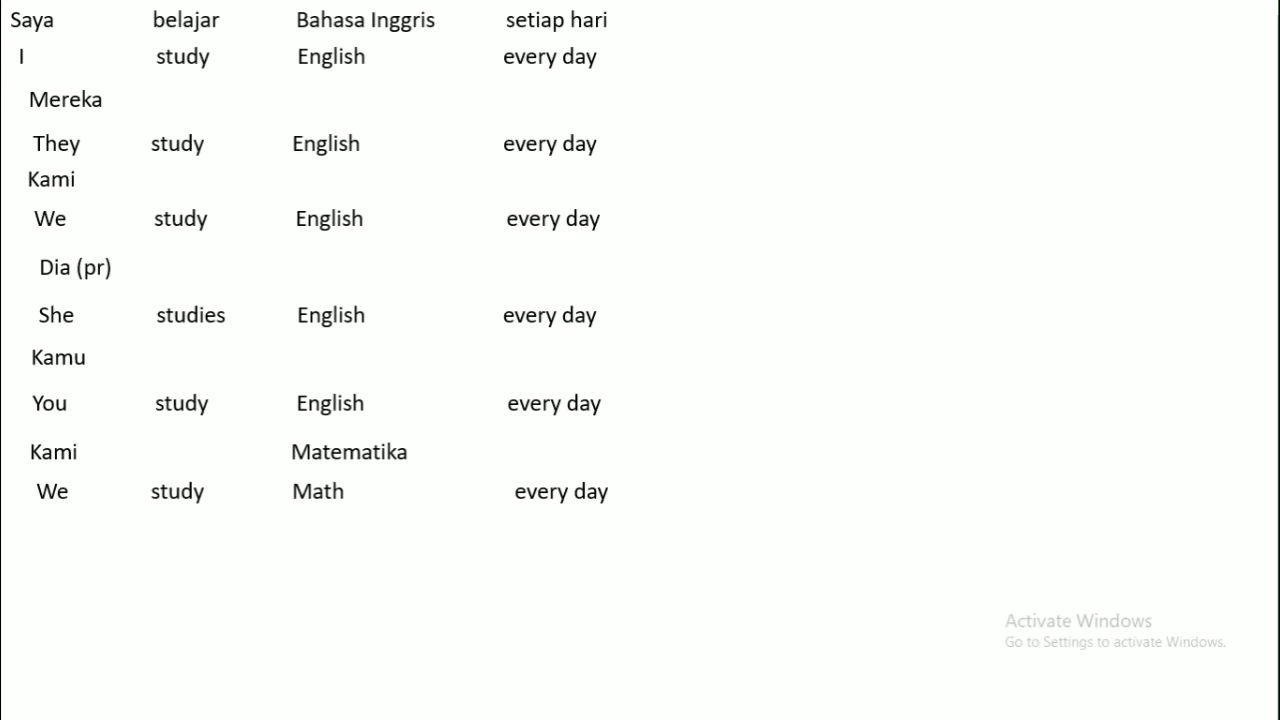 Saya belajar Bahasa Inggris setiap hari
I study English every day
Mereka
They study English every day
Kami
We study English every day
Dia (pr)
She studies English every day
Kamu
You study English every day
Kami Matematika
We study Math every day
Activate Windows
Go to Settings to activate Windows.